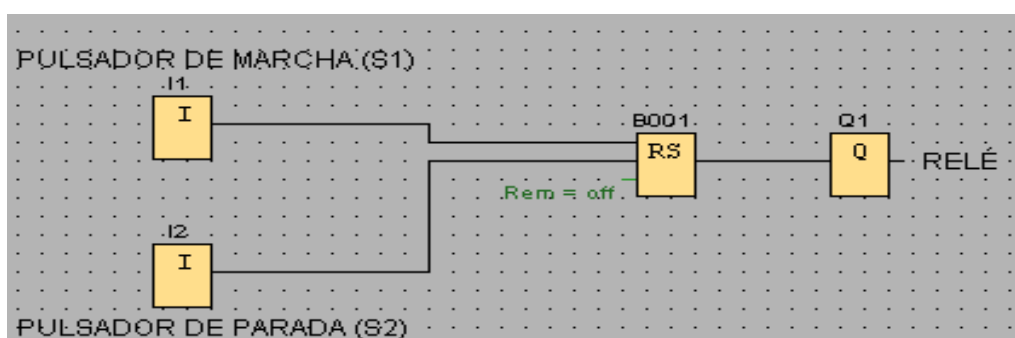 PULSADOR DE MARCHA (S1)
I1
I
B001
RS
Rem = off
Q1
Q
RELÉ
I2
I
PULSADOR DE PARADA (S2)